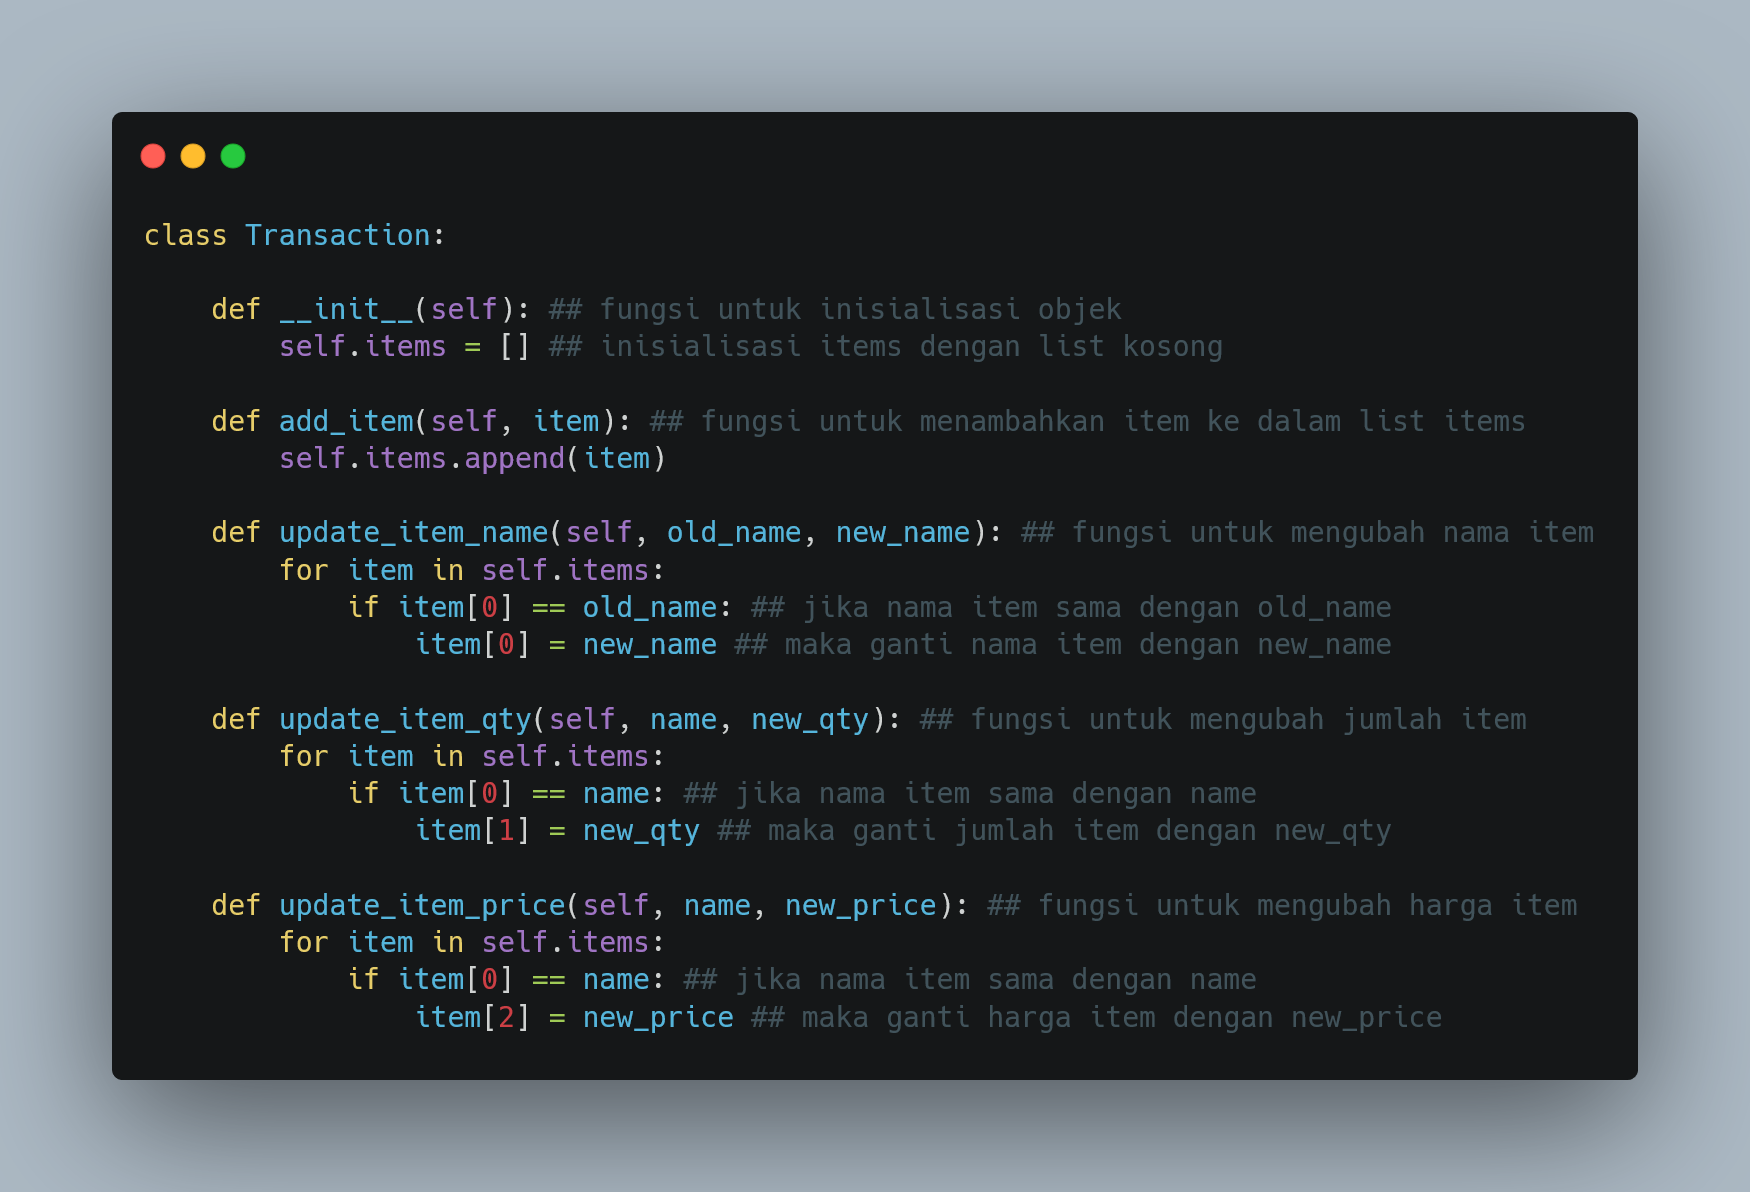 class Transaction:
    def __init__(self): ## fungsi untuk inisialisasi objek
        self.items = [] ## inisialisasi items dengan list kosong
    def add_item(self, item): ## fungsi untuk menambahkan item ke dalam list items
        self.items.append(item)
    def update_item_name(self, old_name, new_name): ## fungsi untuk mengubah nama item
        for item in self.items:
            if item[0] == old_name: ## jika nama item sama dengan old_name
                item[0] = new_name ## maka ganti nama item dengan new_name
    def update_item_qty(self, name, new_qty): ## fungsi untuk mengubah jumlah item
        for item in self.items:
            if item[0] == name: ## jika nama item sama dengan name
                item[1] = new_qty ## maka ganti jumlah item dengan new_qty
    def update_item_price(self, name, new_price): ## fungsi untuk mengubah harga item
        for item in self.items:
            if item[0] == name: ## jika nama item sama dengan name
                item[2] = new_price ## maka ganti harga item dengan new_price